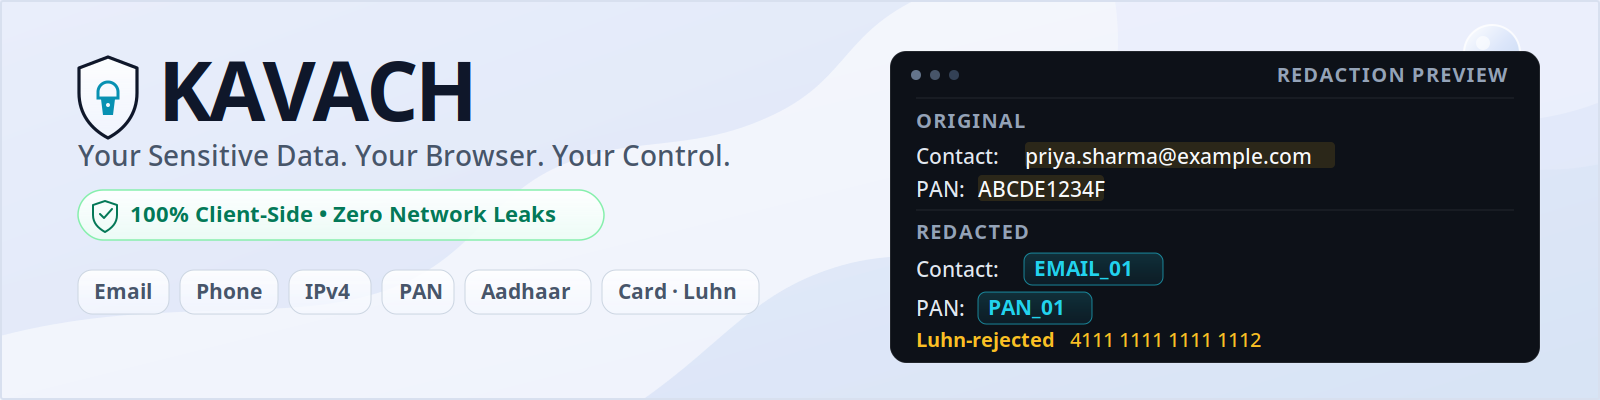 KAVACH
Your Sensitive Data. Your Browser. Your Control.
100% Client-Side • Zero Network Leaks
Email
Phone
IPv4
PAN
Aadhaar
Card · Luhn
REDACTION PREVIEW
ORIGINAL
Contact: priya.sharma@example.com
PAN: ABCDE1234F
REDACTED
Contact: EMAIL_01
PAN: PAN_01
Luhn-rejected 4111 1111 1111 1112